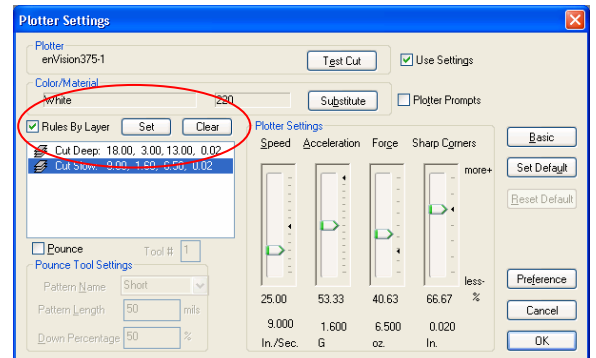 Plotter Settings
Plotter
enVision375-1
Test Cut
Use Settings
Color/Material
White 220
Substitute
Plotter Prompts
Rules By Layer Set Clear
Cut Deep: 18.00, 3.00, 13.00, 0.02
Cut Slow: 9.00, 1.60, 6.50, 0.02
Pounce Tool # 1
Pounce Tool Settings
Pattern Name Short
Pattern Length 50 mils
Down Percentage 50 %
Plotter Settings
Speed Acceleration Force Sharp Corners
more+
less-
25.00 53.33 40.63 66.67 %
9.000 1.600 6.500 0.020
In./Sec. G oz. In.
Basic
Set Default
Reset Default
Preference
Cancel
OK